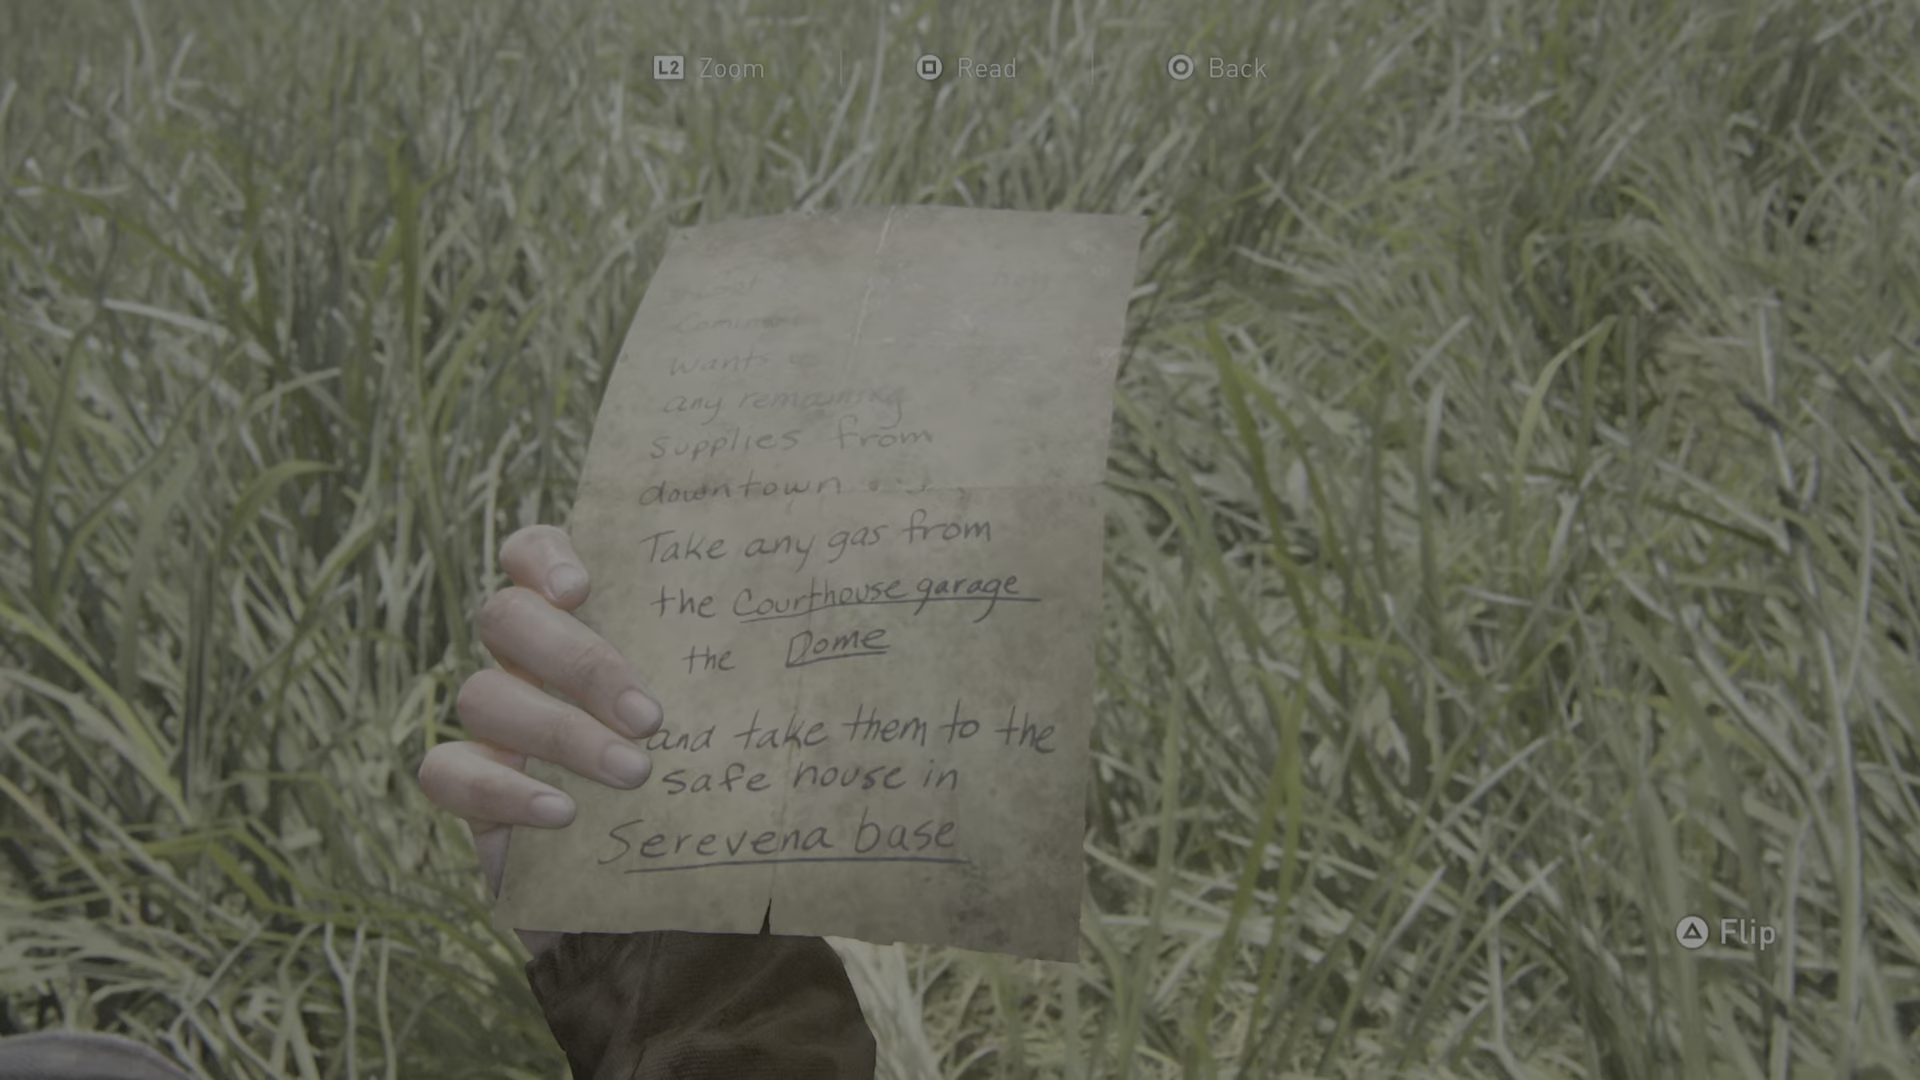 L2 Zoom
Read
Back
wants
any remaining
supplies from
downtown
Take any gas from
the Courthouse garage
the Dome
and take them to the
safe house in
Serevena base
Flip